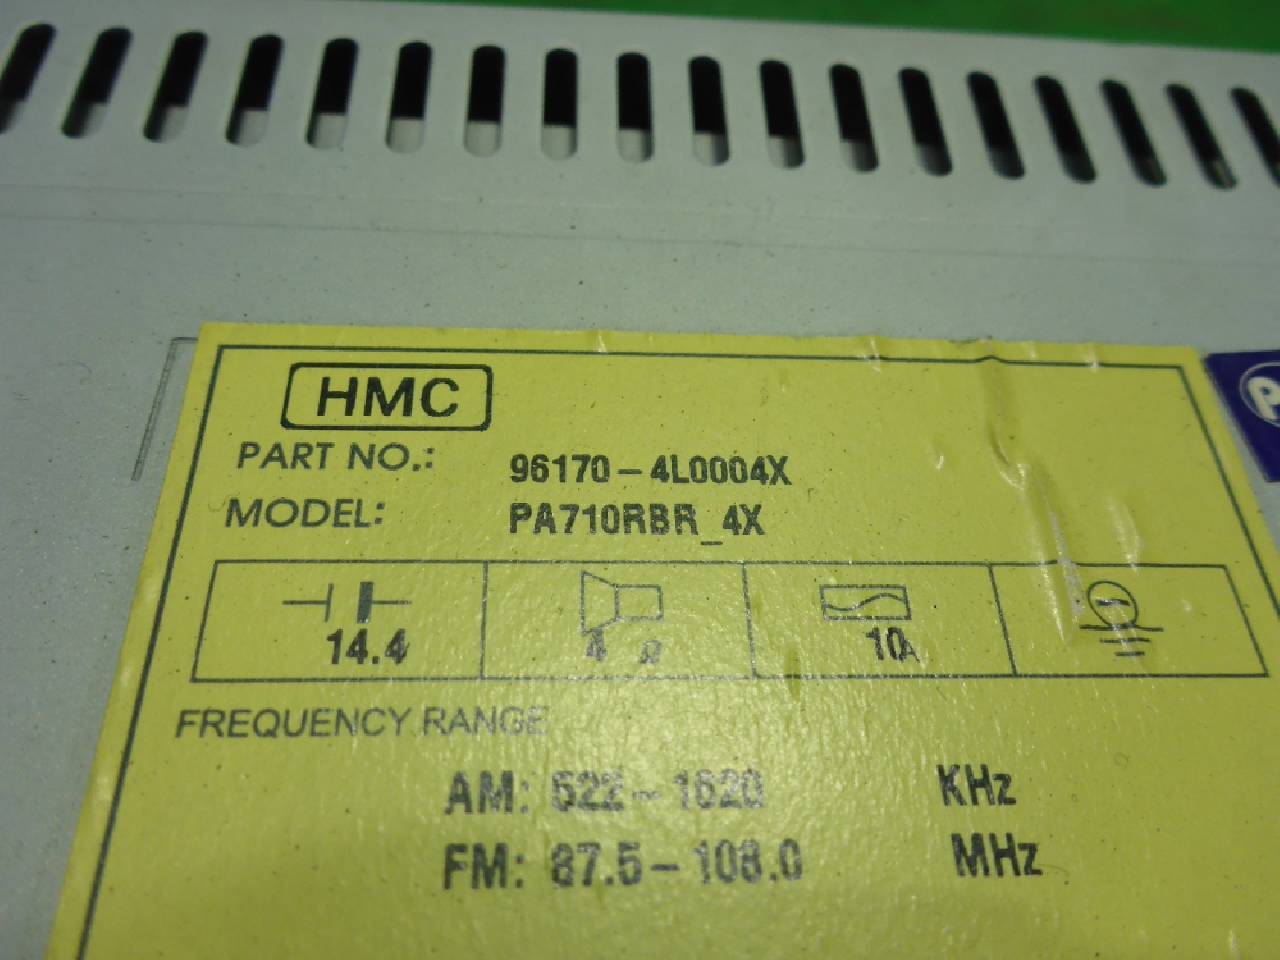 HMC
PART NO.: 96170-4L0004X
MODEL: PA710RBR_4X
14.4V 4 Ω 10A
FREQUENCY RANGE
AM: 522-1620 KHz
FM: 87.5-108.0 MHz